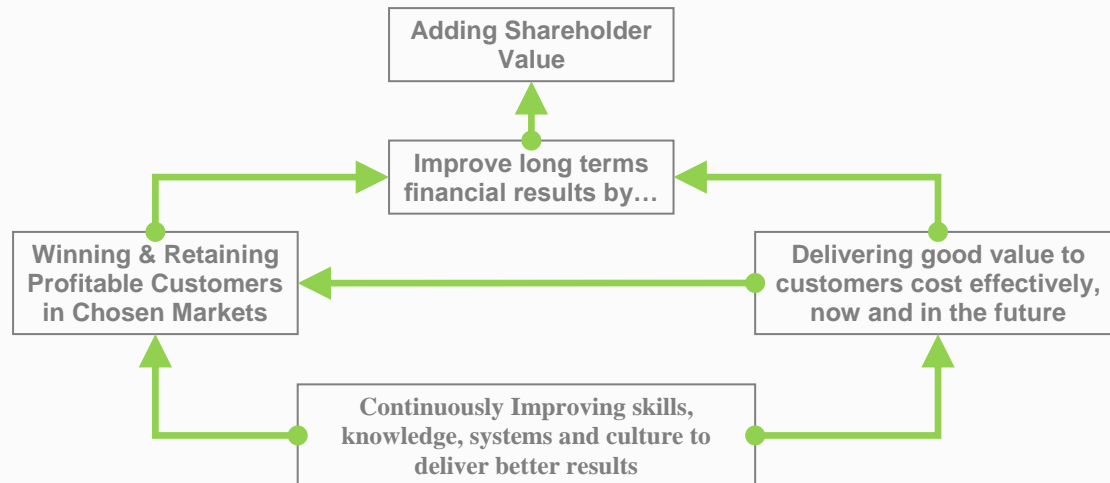 Adding Shareholder
Value
Improve long terms
financial results by…
Winning & Retaining
Profitable Customers
in Chosen Markets
Delivering good value to
customers cost effectively,
now and in the future
Continuously Improving skills,
knowledge, systems and culture to
deliver better results